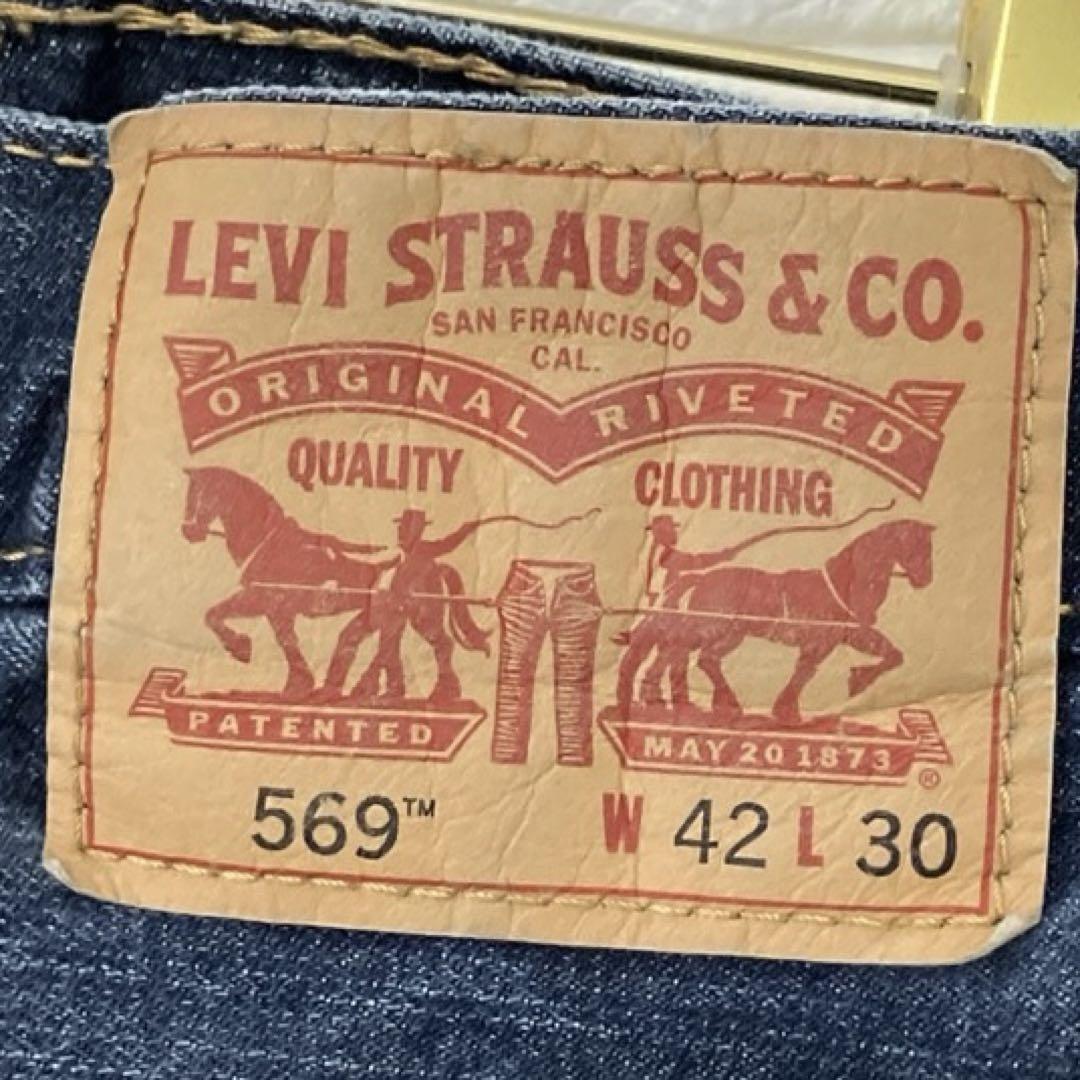 LEVI STRAUSS & CO.
SAN FRANCISCO
CAL.
ORIGINAL RIVETED
QUALITY CLOTHING
PATENTED MAY 20 1873 ®
569™ W 42 L 30